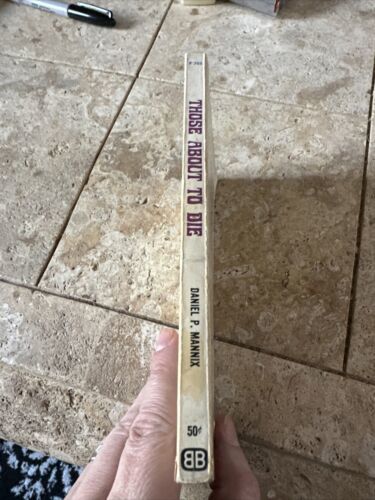 THOSE ABOUT TO DIE
DANIEL P. MANNIX
50¢
BB